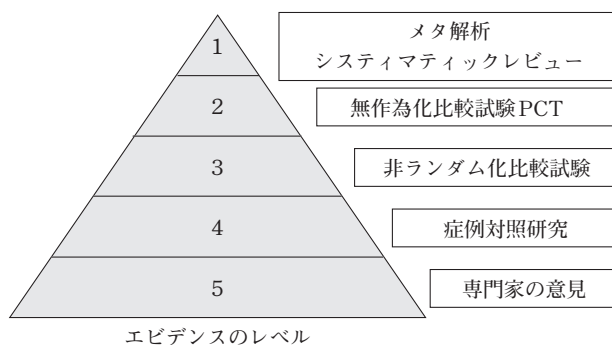 1
メタ解析
システィマティックレビュー
2
無作為化比較試験PCT
3
非ランダム化比較試験
4
症例対照研究
5
専門家の意見
エビデンスのレベル